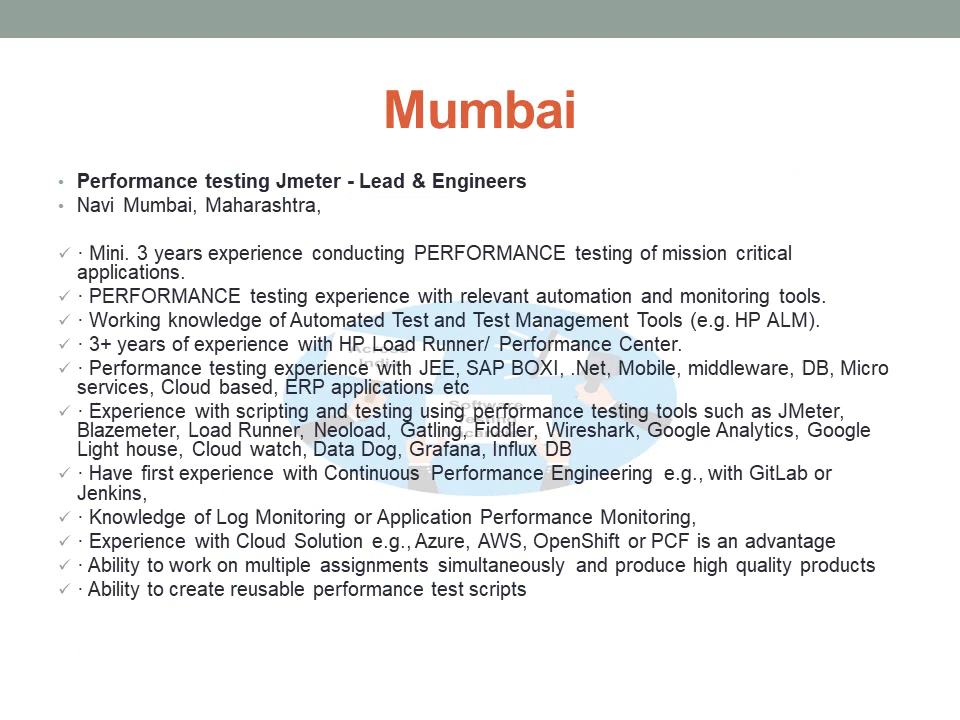 Mumbai
• Performance testing Jmeter - Lead & Engineers
• Navi Mumbai, Maharashtra,
✓ · Mini. 3 years experience conducting PERFORMANCE testing of mission critical
applications.
✓ · PERFORMANCE testing experience with relevant automation and monitoring tools.
✓ · Working knowledge of Automated Test and Test Management Tools (e.g. HP ALM).
✓ · 3+ years of experience with HP Load Runner/ Performance Center.
✓ · Performance testing experience with JEE, SAP BOXI, .Net, Mobile, middleware, DB, Micro
services, Cloud based, ERP applications etc
✓ · Experience with scripting and testing using performance testing tools such as JMeter,
Blazemeter, Load Runner, Neoload, Gatling, Fiddler, Wireshark, Google Analytics, Google
Light house, Cloud watch, Data Dog, Grafana, Influx DB
✓ · Have first experience with Continuous Performance Engineering e.g., with GitLab or
Jenkins,
✓ · Knowledge of Log Monitoring or Application Performance Monitoring,
✓ · Experience with Cloud Solution e.g., Azure, AWS, OpenShift or PCF is an advantage
✓ · Ability to work on multiple assignments simultaneously and produce high quality products
✓ · Ability to create reusable performance test scripts